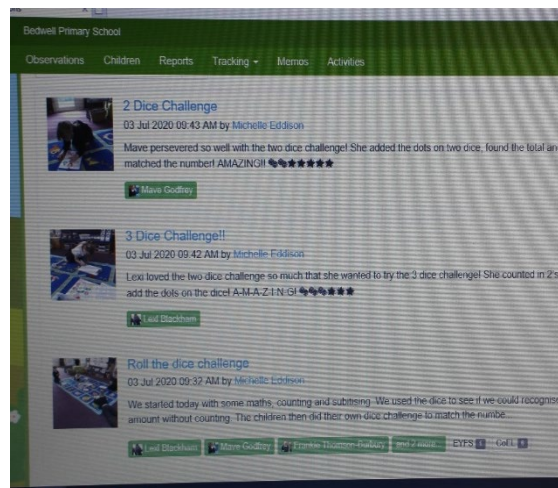 Bedwell Primary School
Observations Children Reports Tracking Memos Activities
2 Dice Challenge
03 Jul 2020 09:43 AM by Michelle Eddison
Mave persevered so well with the two dice challenge! She added the dots on two dice, found the total an
matched the number! AMAZING!!
Mave Godfrey
3 Dice Challenge!!
03 Jul 2020 09:42 AM by Michelle Eddison
Lexi loved the two dice challenge so much that she wanted to try the 3 dice challenge! She counted in 2's
add the dots on the dice! A-M-A-Z-I-N-G!
Lexi Blackham
Roll the dice challenge
03 Jul 2020 09:32 AM by Michelle Eddison
We started today with some maths, counting and subitising. We used the dice to see if we could recognise
amount without counting. The children then did their own dice challenge to match the numbe...
Lexi Blackham Mave Godfrey Frankie and 2 more... EYFS CoEL